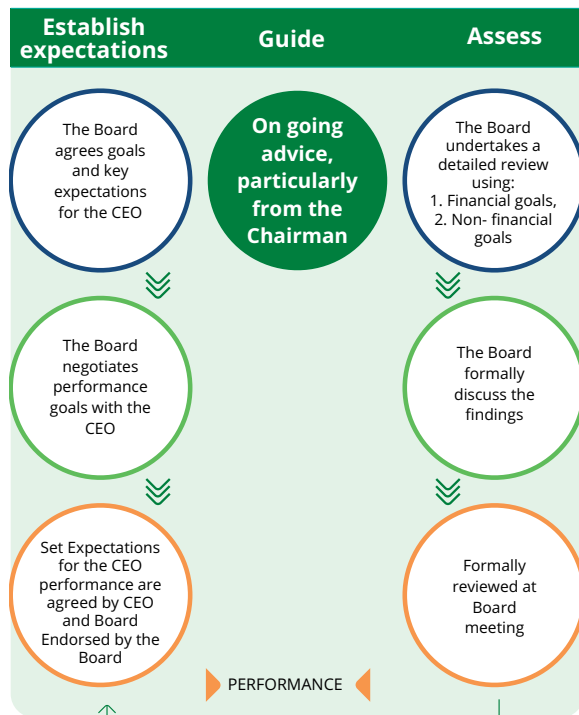 Establish
expectations
Guide
Assess
The Board
agrees goals
and key
expectations
for the CEO
On going
advice,
particularly
from the
Chairman
The Board
undertakes a
detailed review
using:
1. Financial goals,
2. Non- financial
goals
The Board
negotiates
performance
goals with the
CEO
The Board
formally
discuss the
findings
Set Expectations
for the CEO
performance are
agreed by CEO
and Board
Endorsed by the
Board
Formally
reviewed at
Board
meeting
PERFORMANCE